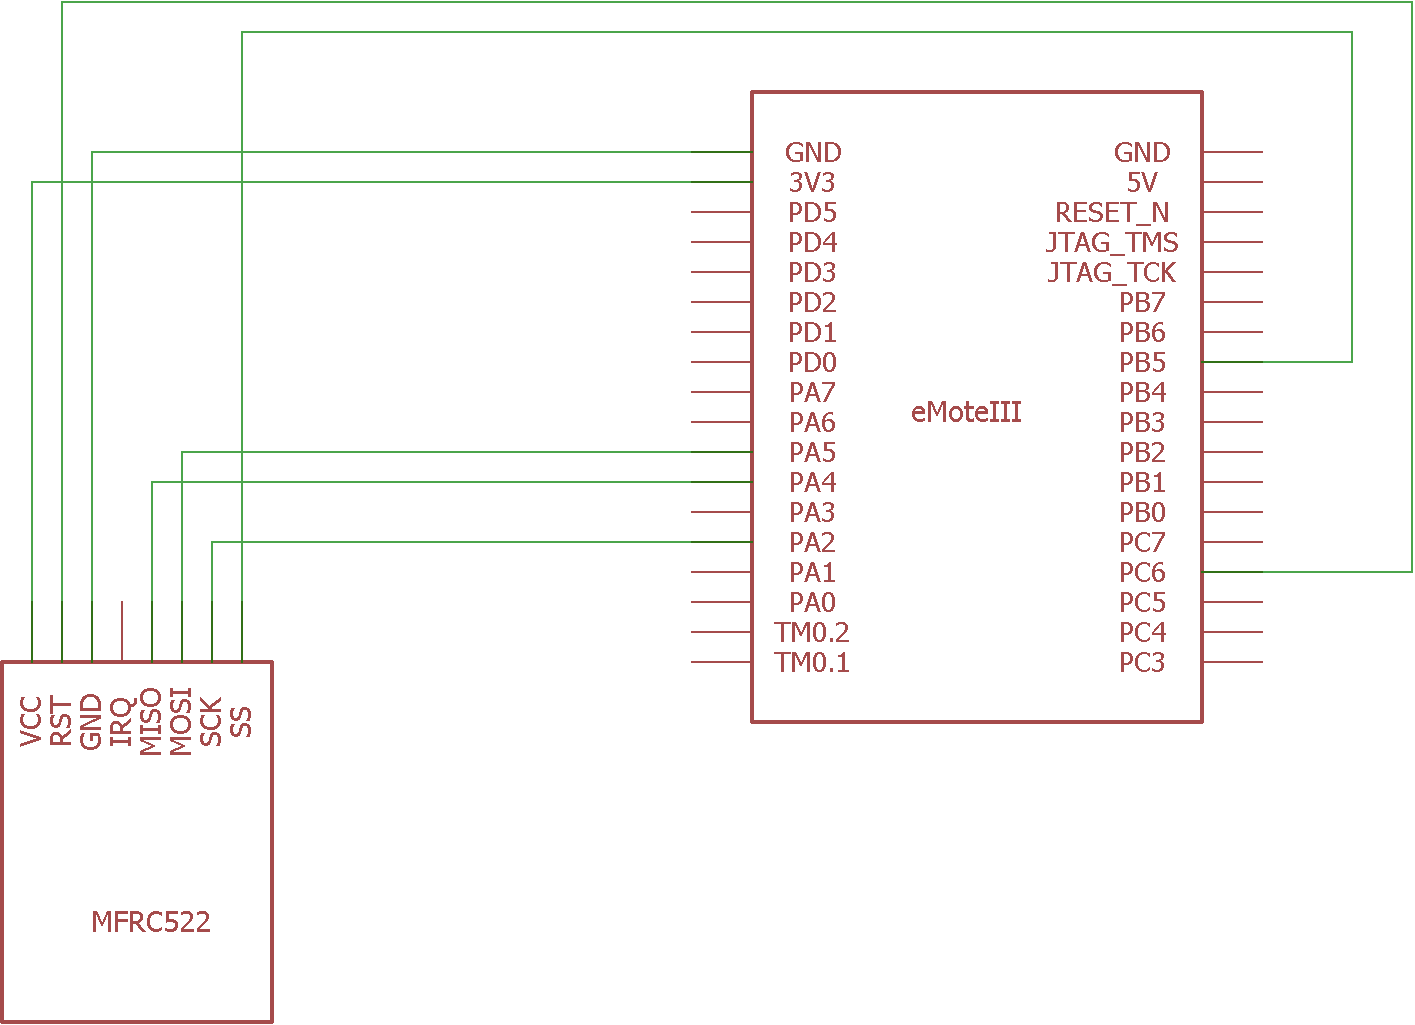 GND GND
3V3 5V
PD5 RESET_N
PD4 JTAG_TMS
PD3 JTAG_TCK
PD2 PB7
PD1 PB6
PD0 PB5
PA7 PB4
eMoteIII
PA6 PB3
PA5 PB2
PA4 PB1
PA3 PB0
PA2 PC7
PA1 PC6
PA0 PC5
TM0.2 PC4
TM0.1 PC3
VCC
RST
GND
IRQ
MISO
MOSI
SCK
SS
MFRC522